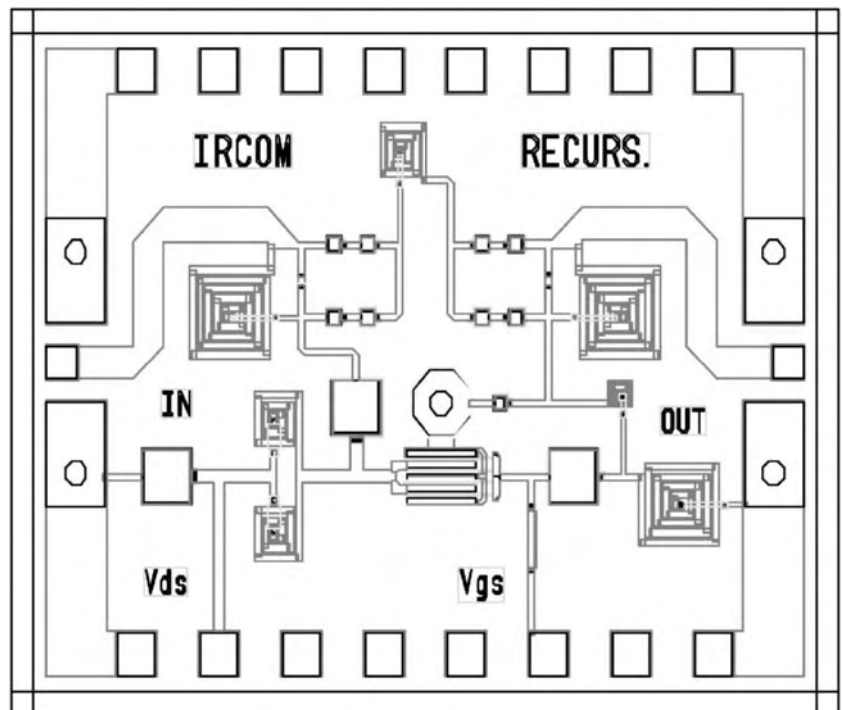 IRCOM
RECURS.
IN
OUT
Vds
Vgs